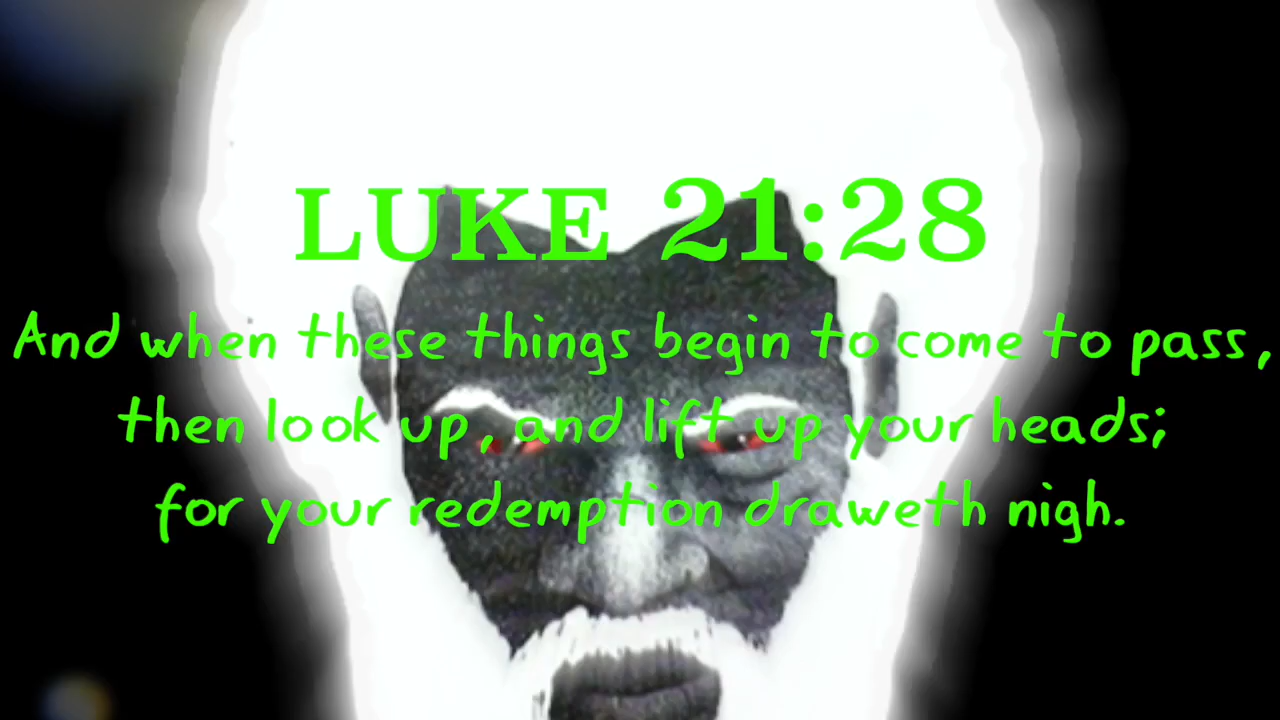 LUKE 21:28
And when these things begin to come to pass,
then look up, and lift up your heads;
for your redemption draweth nigh.